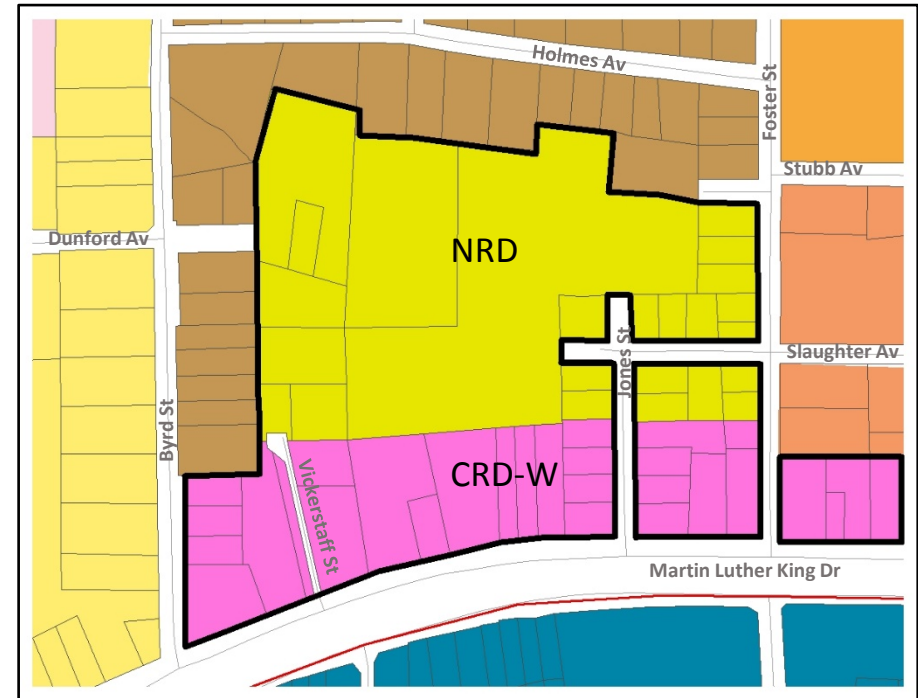 Holmes Av
Foster St
Stubb Av
Dunford Av
NRD
Jones St
Slaughter Av
Byrd St
Vickerstaff St
CRD-W
Martin Luther King Dr